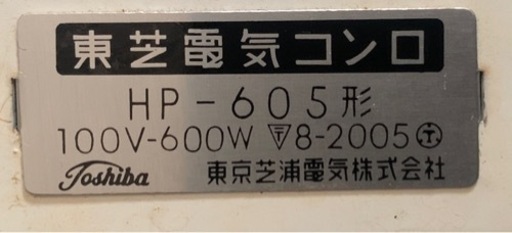 東芝電気コンロ
HP-605形
100V-600W 〒8-2005 T
Toshiba 東京芝浦電気株式会社